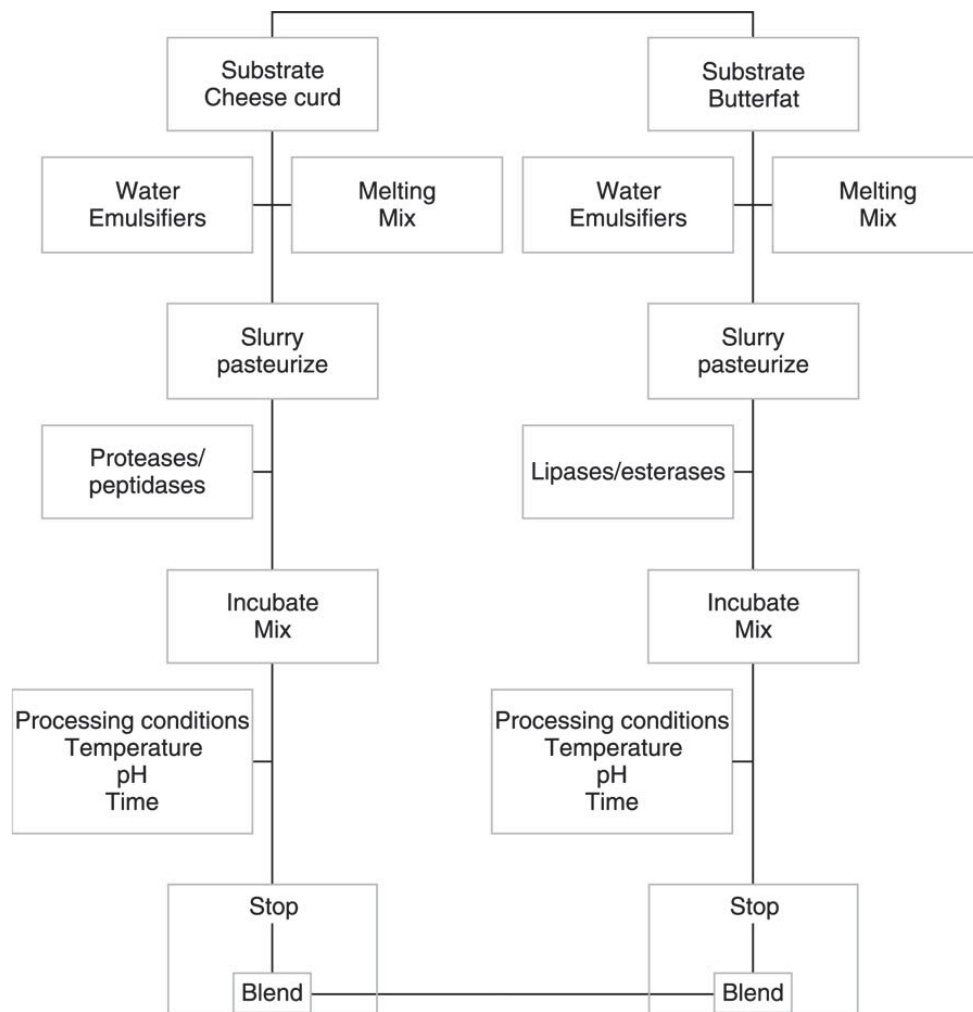 Substrate
Cheese curd
Substrate
Butterfat
Water
Emulsifiers
Melting
Mix
Water
Emulsifiers
Melting
Mix
Slurry
pasteurize
Slurry
pasteurize
Proteases/
peptidases
Lipases/esterases
Incubate
Mix
Incubate
Mix
Processing conditions
Temperature
pH
Time
Processing conditions
Temperature
pH
Time
Stop
Stop
Blend
Blend